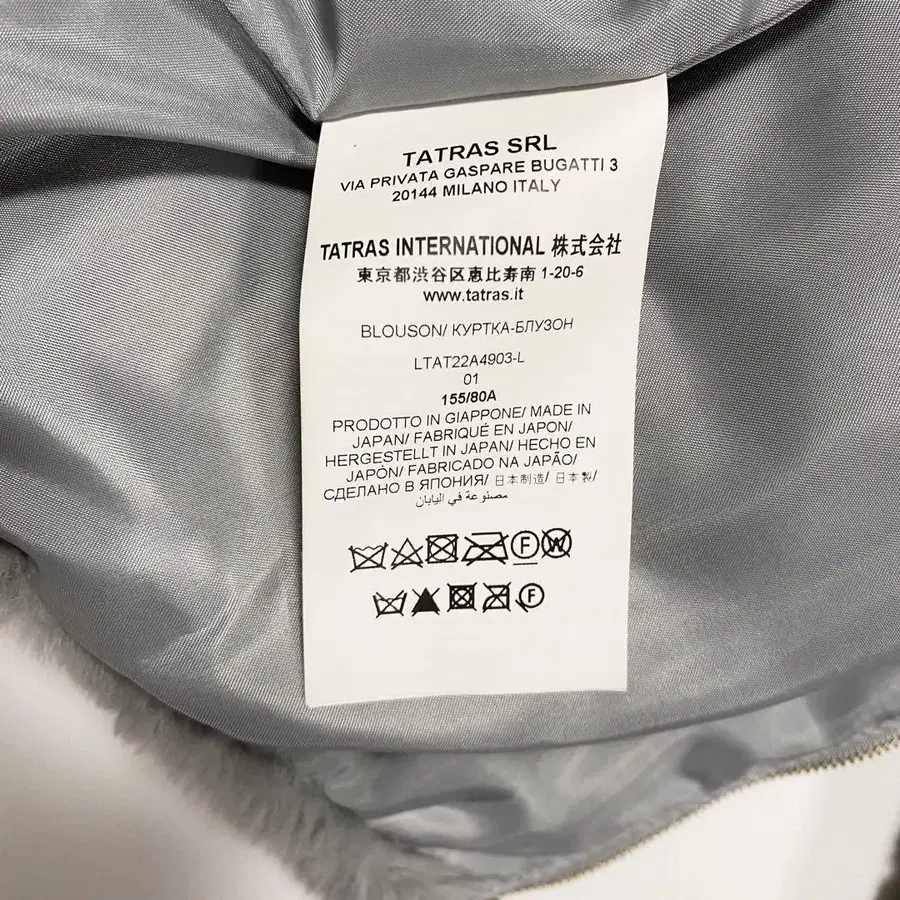 TATRAS SRL
VIA PRIVATA GASPARE BUGATTI 3
20144 MILANO ITALY
TATRAS INTERNATIONAL 株式会社
東京都渋谷区恵比寿南 1-20-6
www.tatras.it
BLOUSON/ КУРТКА-БЛУЗОН
LTAT22A4903-L
01
155/80A
PRODOTTO IN GIAPPONE/ MADE IN
JAPAN/ FABRIQUÉ EN JAPON/
HERGESTELLT IN JAPAN/ HECHO EN
JAPÓN/ FABRICADO NA JAPÃO/
СДЕЛАНО В ЯПОНИЯ/ 日本制造/ 日本製/
مصنوعة في اليابان
F W
F